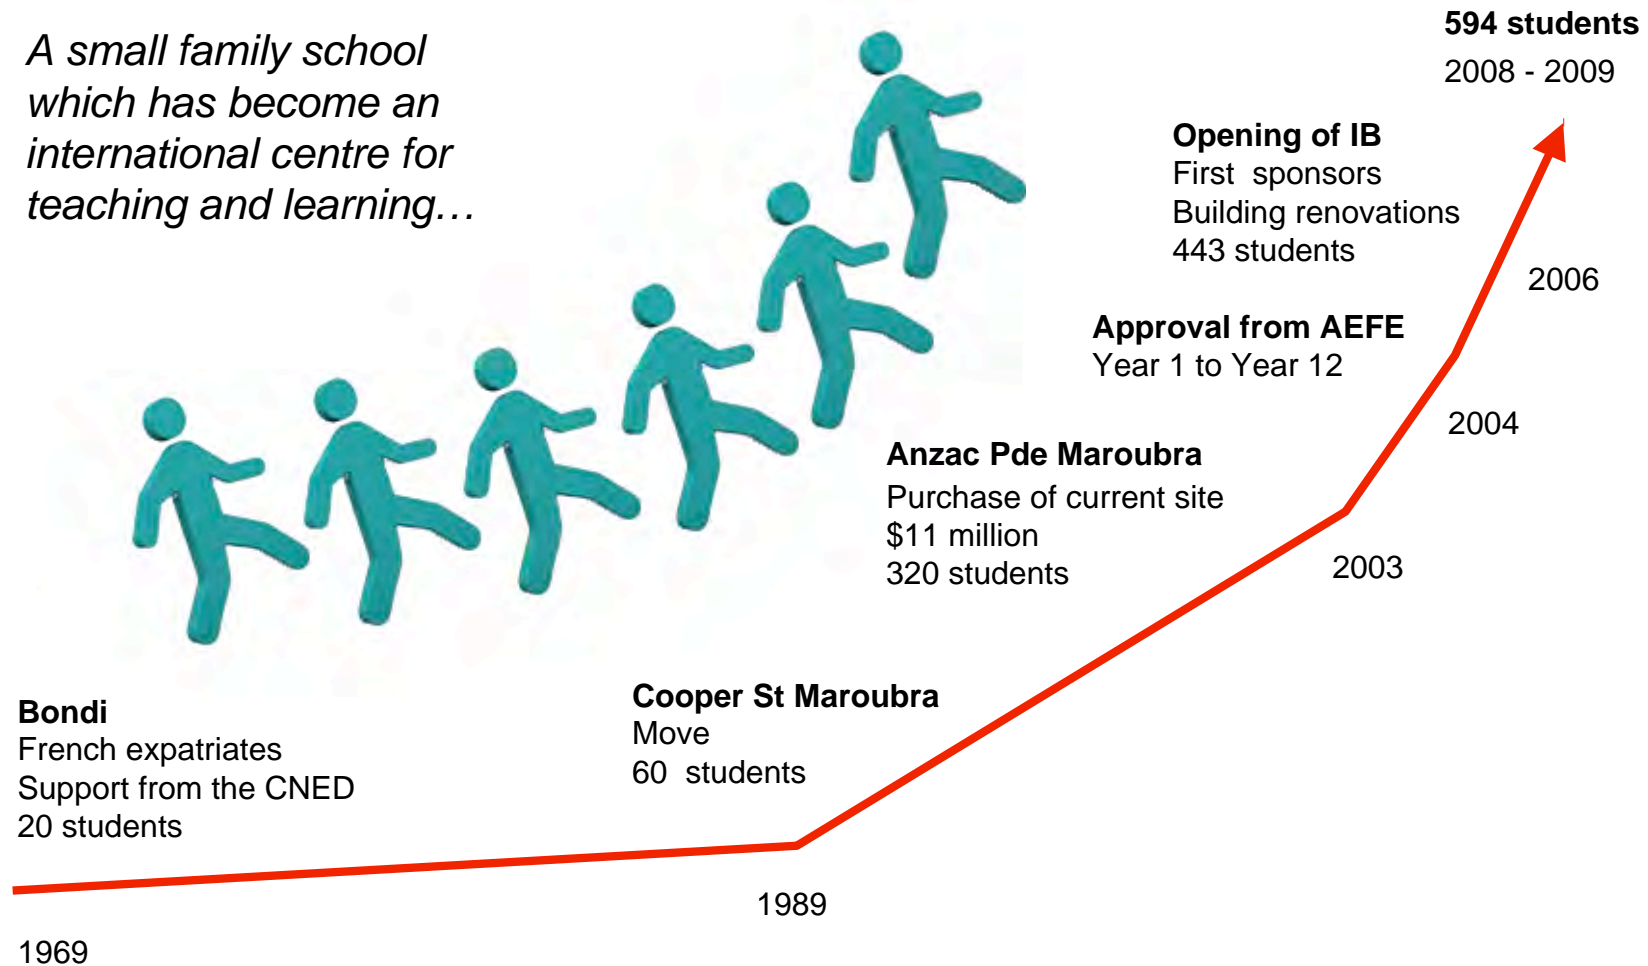 A small family school
which has become an
international centre for
teaching and learning…
594 students
2008 - 2009
Opening of IB
First sponsors
Building renovations
443 students
2006
Approval from AEFE
Year 1 to Year 12
2004
Anzac Pde Maroubra
Purchase of current site
$11 million
320 students
2003
Cooper St Maroubra
Move
60 students
1989
Bondi
French expatriates
Support from the CNED
20 students
1969